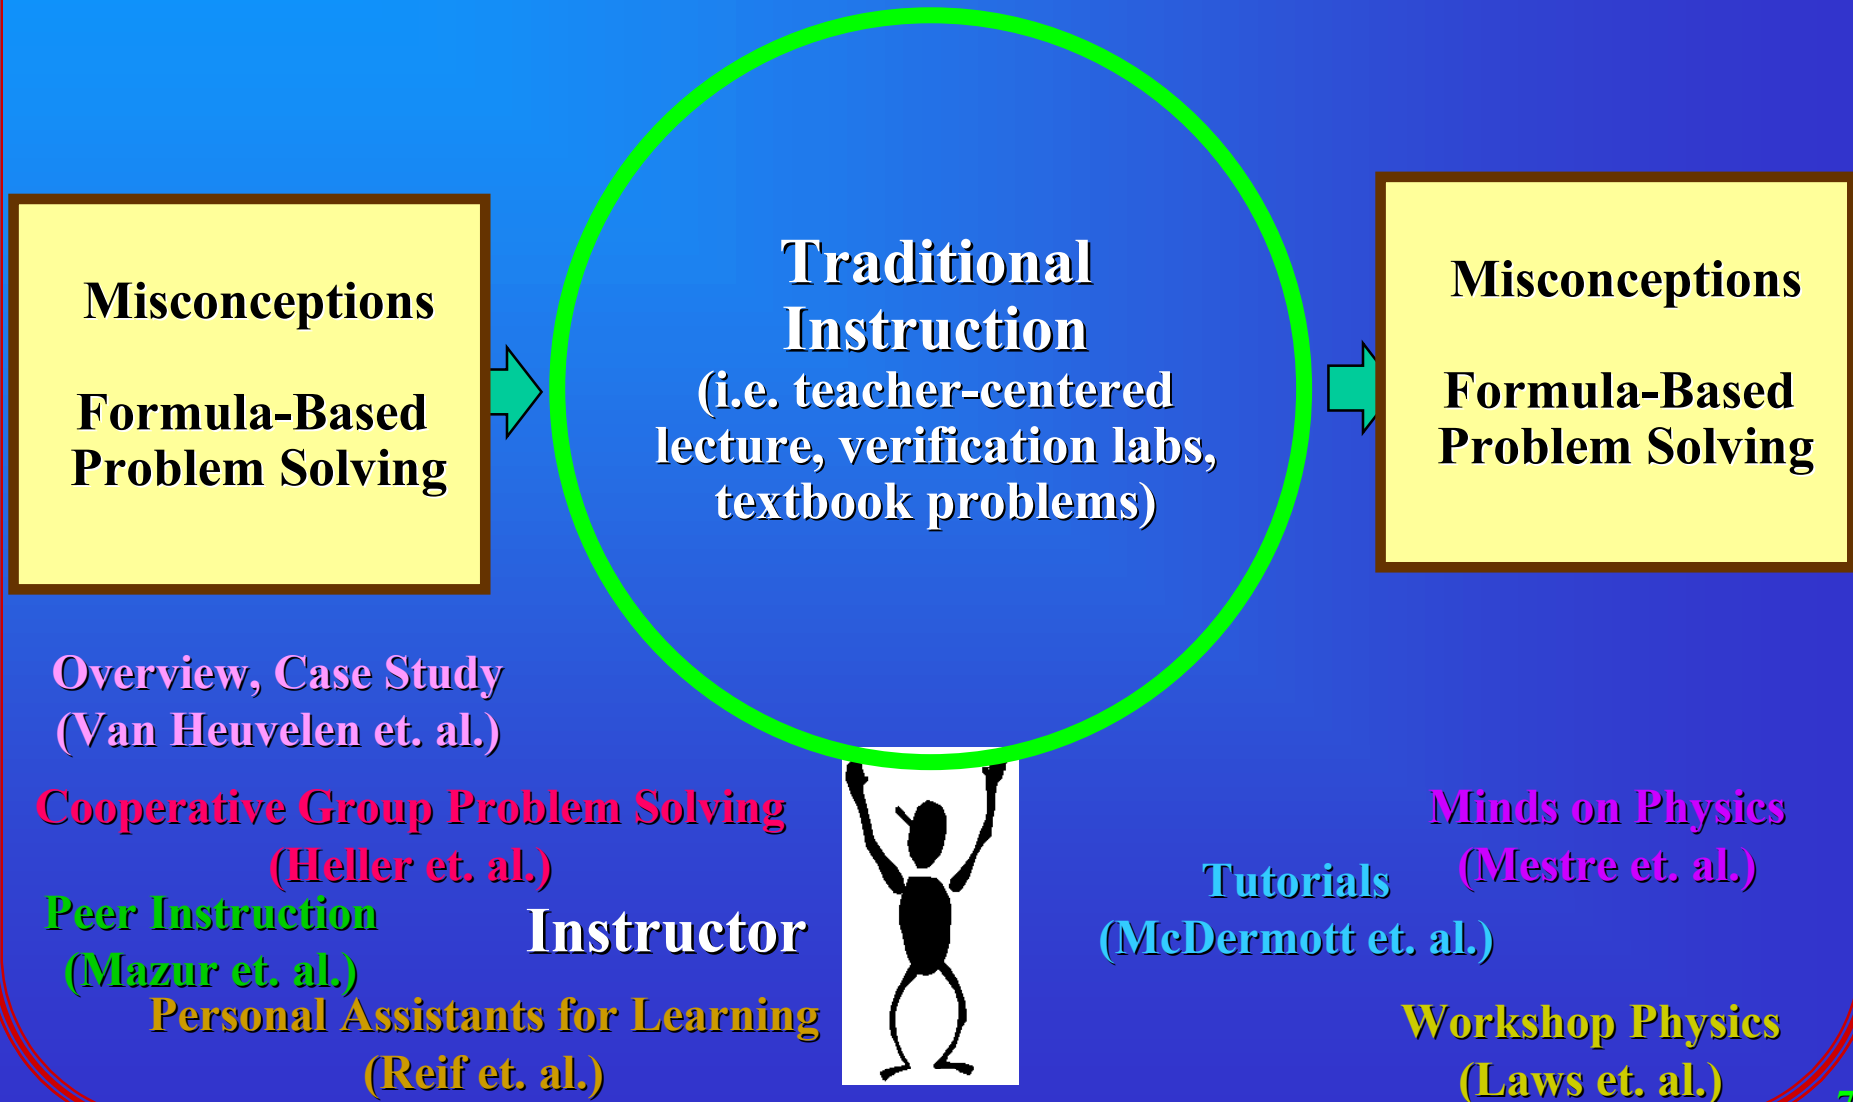 Misconceptions
Formula-Based
Problem Solving
Traditional
Instruction
(i.e. teacher-centered
lecture, verification labs,
textbook problems)
Misconceptions
Formula-Based
Problem Solving
Overview, Case Study
(Van Heuvelen et. al.)
Cooperative Group Problem Solving
(Heller et. al.)
Peer Instruction
(Mazur et. al.)
Instructor
Personal Assistants for Learning
(Reif et. al.)
Minds on Physics
(Mestre et. al.)
Tutorials
(McDermott et. al.)
Workshop Physics
(Laws et. al.)